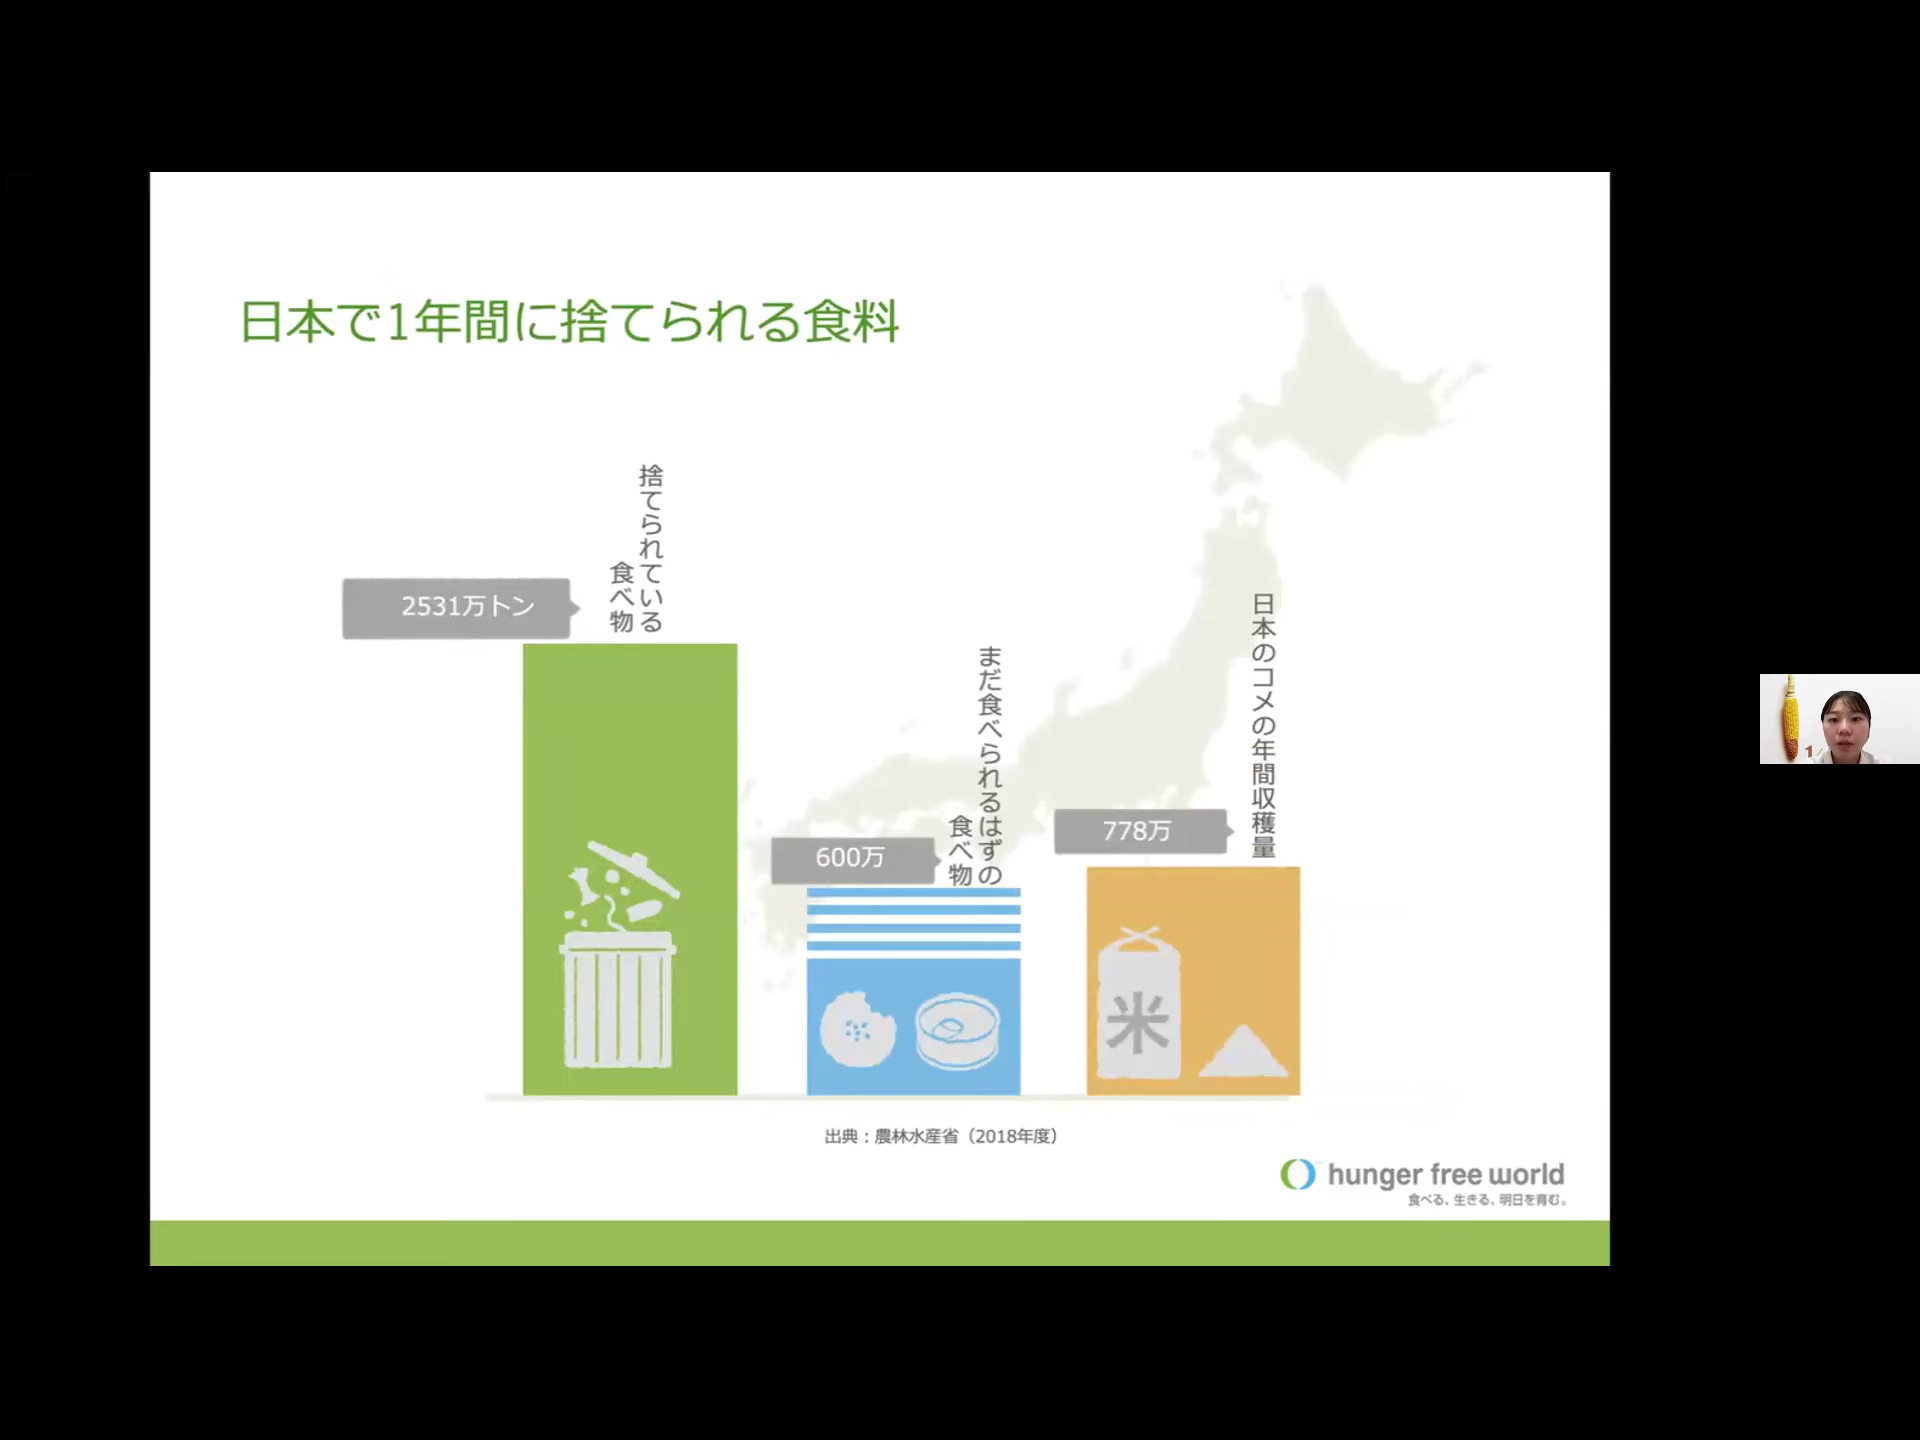 日本で1年間に捨てられる食料
捨てられている
食べ物
2531万トン
まだ食べられるはずの
食べ物
600万
日本のコメの年間収穫量
778万
米
出典：農林水産省（2018年度）
hunger free world
食べる、生きる、明日を育む。
1